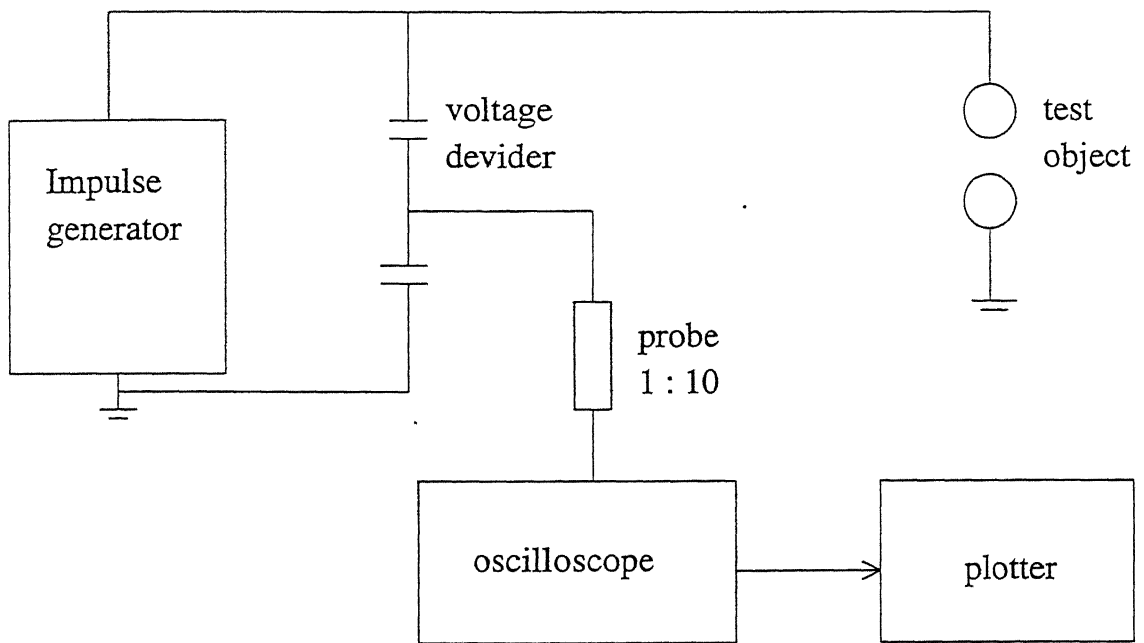 voltage
devider
test
object
Impulse
generator
probe
1 : 10
oscilloscope
plotter